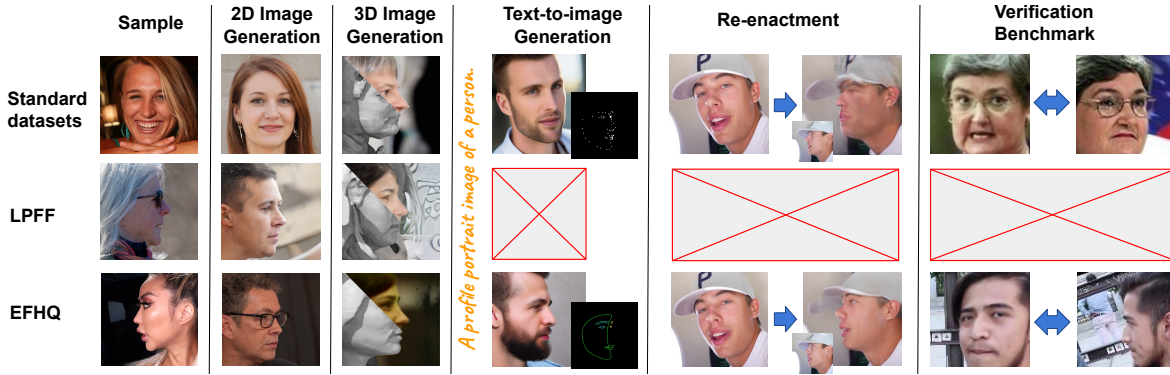 Sample
2D Image
Generation
3D Image
Generation
Text-to-image
Generation
Re-enactment
Verification
Benchmark
Standard
datasets
LPFF
EFHQ
A profile portrait image of a person.
P
P